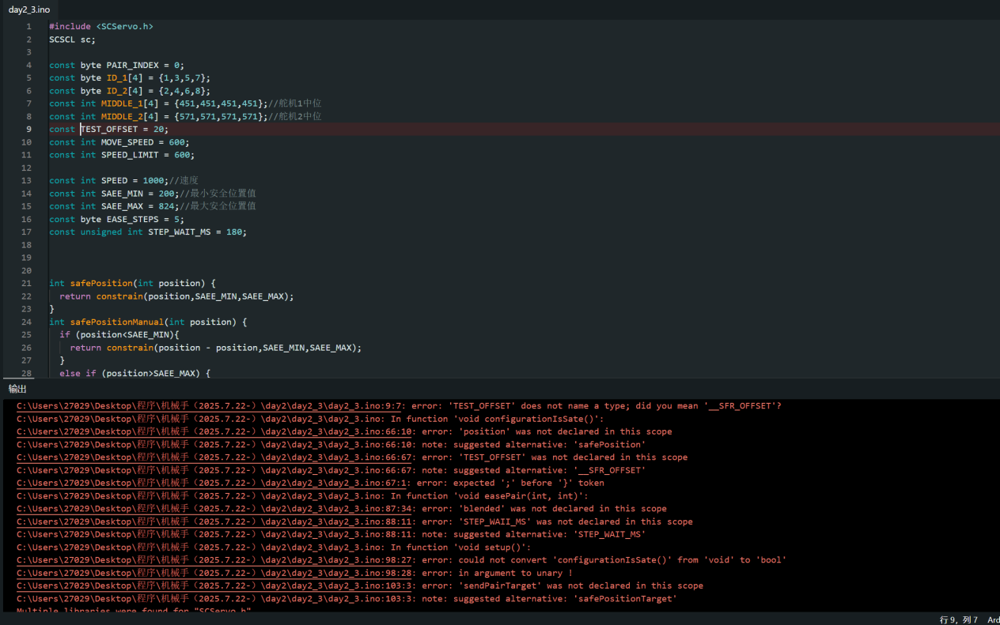 day2_3.ino
1 #include <SCServo.h>
2 SCSCL sc;
3
4 const byte PAIR_INDEX = 0;
5 const byte ID_1[4] = {1,3,5,7};
6 const byte ID_2[4] = {2,4,6,8};
7 const int MIDDLE_1[4] = {451,451,451,451};//舵机1中位
8 const int MIDDLE_2[4] = {571,571,571,571};//舵机2中位
9 const TEST_OFFSET = 20;
10 const int MOVE_SPEED = 600;
11 const int SPEED_LIMIT = 600;
12
13 const int SPEED = 1000;//速度
14 const int SAEE_MIN = 200;//最小安全位置值
15 const int SAEE_MAX = 824;//最大安全位置值
16 const byte EASE_STEPS = 5;
17 const unsigned int STEP_WAIT_MS = 180;
18
19
20
21 int safePosition(int position) {
22 return constrain(position,SAEE_MIN,SAEE_MAX);
23 }
24 int safePositionManual(int position) {
25 if (position<SAEE_MIN){
26 return constrain(position - position,SAEE_MIN,SAEE_MAX);
27 }
28 else if (position>SAEE_MAX) {
输出
C:\Users\27029\Desktop\程序\机械手（2025.7.22-）\day2\day2_3\day2_3.ino:9:7: error: 'TEST_OFFSET' does not name a type; did you mean '__SFR_OFFSET'?
C:\Users\27029\Desktop\程序\机械手（2025.7.22-）\day2\day2_3\day2_3.ino: In function 'void configurationIsSate()':
C:\Users\27029\Desktop\程序\机械手（2025.7.22-）\day2\day2_3\day2_3.ino:66:10: error: 'position' was not declared in this scope
C:\Users\27029\Desktop\程序\机械手（2025.7.22-）\day2\day2_3\day2_3.ino:66:10: note: suggested alternative: 'safePosition'
C:\Users\27029\Desktop\程序\机械手（2025.7.22-）\day2\day2_3\day2_3.ino:66:67: error: 'TEST_OFFSET' was not declared in this scope
C:\Users\27029\Desktop\程序\机械手（2025.7.22-）\day2\day2_3\day2_3.ino:66:67: note: suggested alternative: '__SFR_OFFSET'
C:\Users\27029\Desktop\程序\机械手（2025.7.22-）\day2\day2_3\day2_3.ino:67:1: error: expected ';' before '}' token
C:\Users\27029\Desktop\程序\机械手（2025.7.22-）\day2\day2_3\day2_3.ino: In function 'void easePair(int, int)':
C:\Users\27029\Desktop\程序\机械手（2025.7.22-）\day2\day2_3\day2_3.ino:87:34: error: 'blended' was not declared in this scope
C:\Users\27029\Desktop\程序\机械手（2025.7.22-）\day2\day2_3\day2_3.ino:88:11: error: 'STEP_WAII_MS' was not declared in this scope
C:\Users\27029\Desktop\程序\机械手（2025.7.22-）\day2\day2_3\day2_3.ino:88:11: note: suggested alternative: 'STEP_WAIT_MS'
C:\Users\27029\Desktop\程序\机械手（2025.7.22-）\day2\day2_3\day2_3.ino: In function 'void setup()':
C:\Users\27029\Desktop\程序\机械手（2025.7.22-）\day2\day2_3\day2_3.ino:98:27: error: could not convert 'configurationIsSate()' from 'void' to 'bool'
C:\Users\27029\Desktop\程序\机械手（2025.7.22-）\day2\day2_3\day2_3.ino:98:28: error: in argument to unary !
C:\Users\27029\Desktop\程序\机械手（2025.7.22-）\day2\day2_3\day2_3.ino:103:3: error: 'sendPairTarget' was not declared in this scope
C:\Users\27029\Desktop\程序\机械手（2025.7.22-）\day2\day2_3\day2_3.ino:103:3: note: suggested alternative: 'safePositionTarget'
Multiple libraries were found for "SCServo.h"
行 9，列 7 Ard